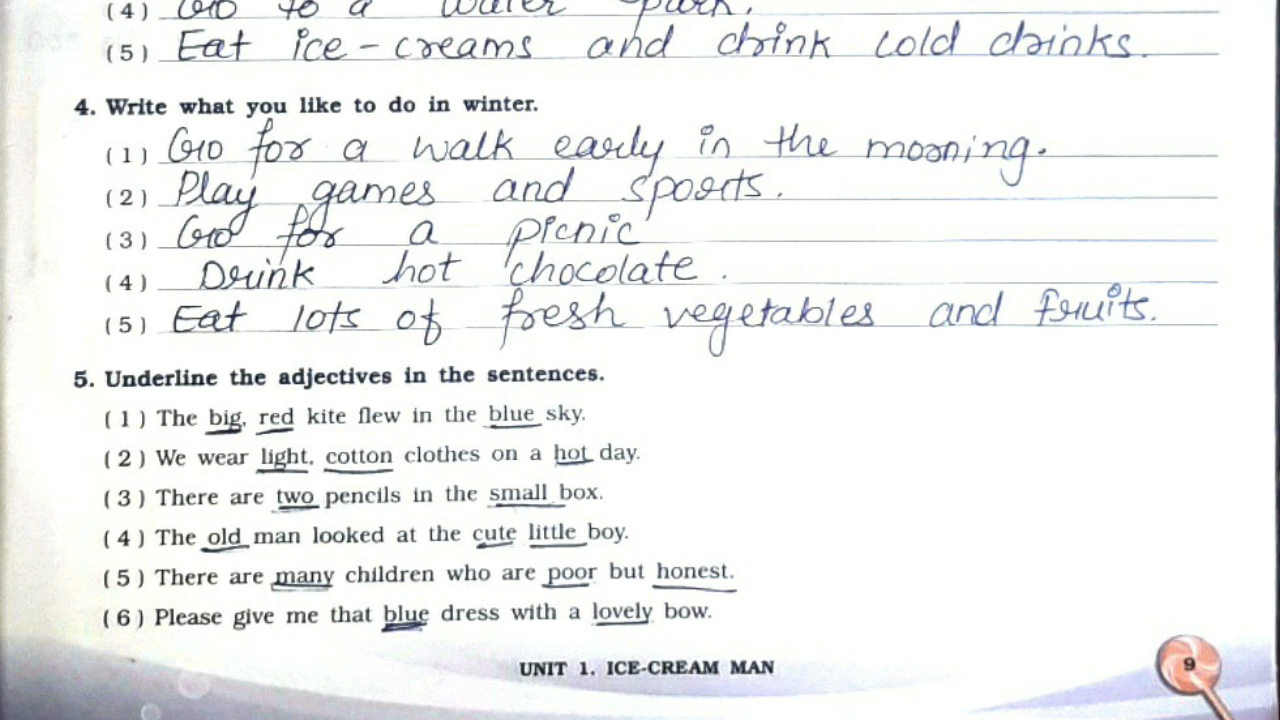 (4) Go to a water park.
(5) Eat ice-creams and drink cold drinks.
4. Write what you like to do in winter.
(1) Go for a walk early in the morning.
(2) Play games and sports.
(3) Go for a picnic
(4) Drink hot chocolate.
(5) Eat lots of fresh vegetables and fruits.
5. Underline the adjectives in the sentences.
(1) The big, red kite flew in the blue sky.
(2) We wear light, cotton clothes on a hot day.
(3) There are two pencils in the small box.
(4) The old man looked at the cute little boy.
(5) There are many children who are poor but honest.
(6) Please give me that blue dress with a lovely bow.
UNIT 1. ICE-CREAM MAN
9